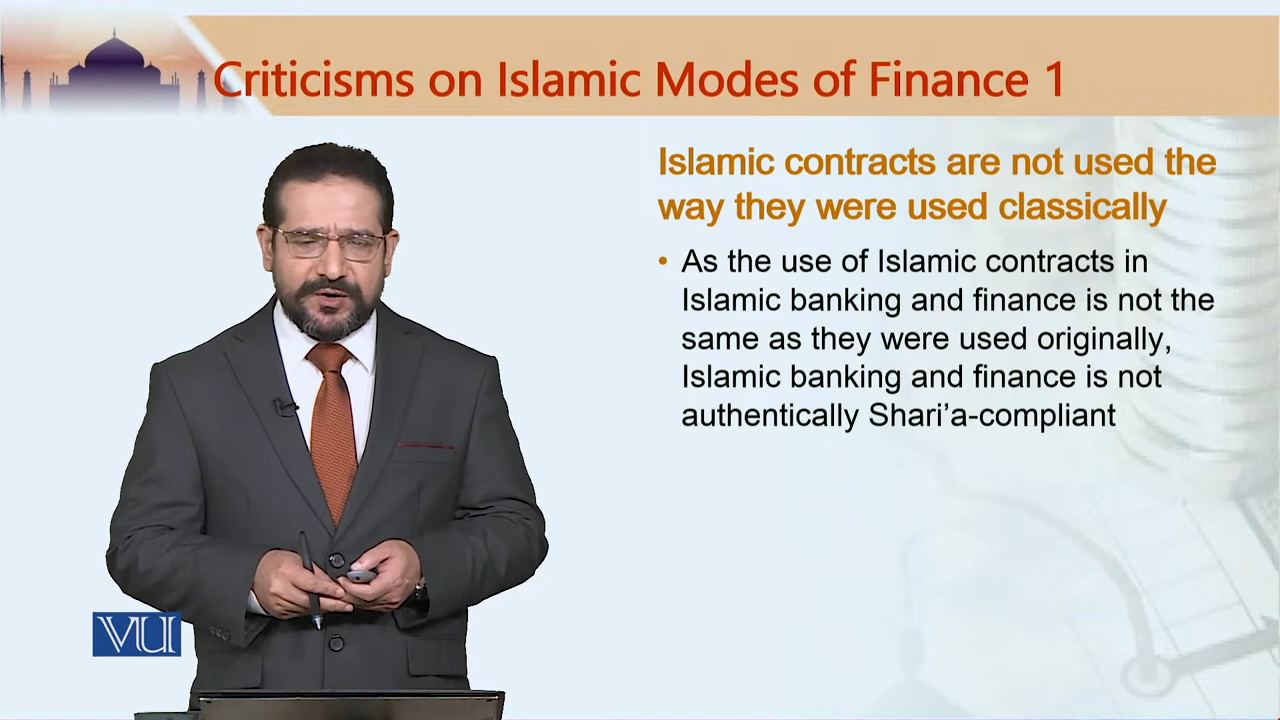 Criticisms on Islamic Modes of Finance 1
Islamic contracts are not used the
way they were used classically
• As the use of Islamic contracts in
Islamic banking and finance is not the
same as they were used originally,
Islamic banking and finance is not
authentically Shari’a-compliant
VU